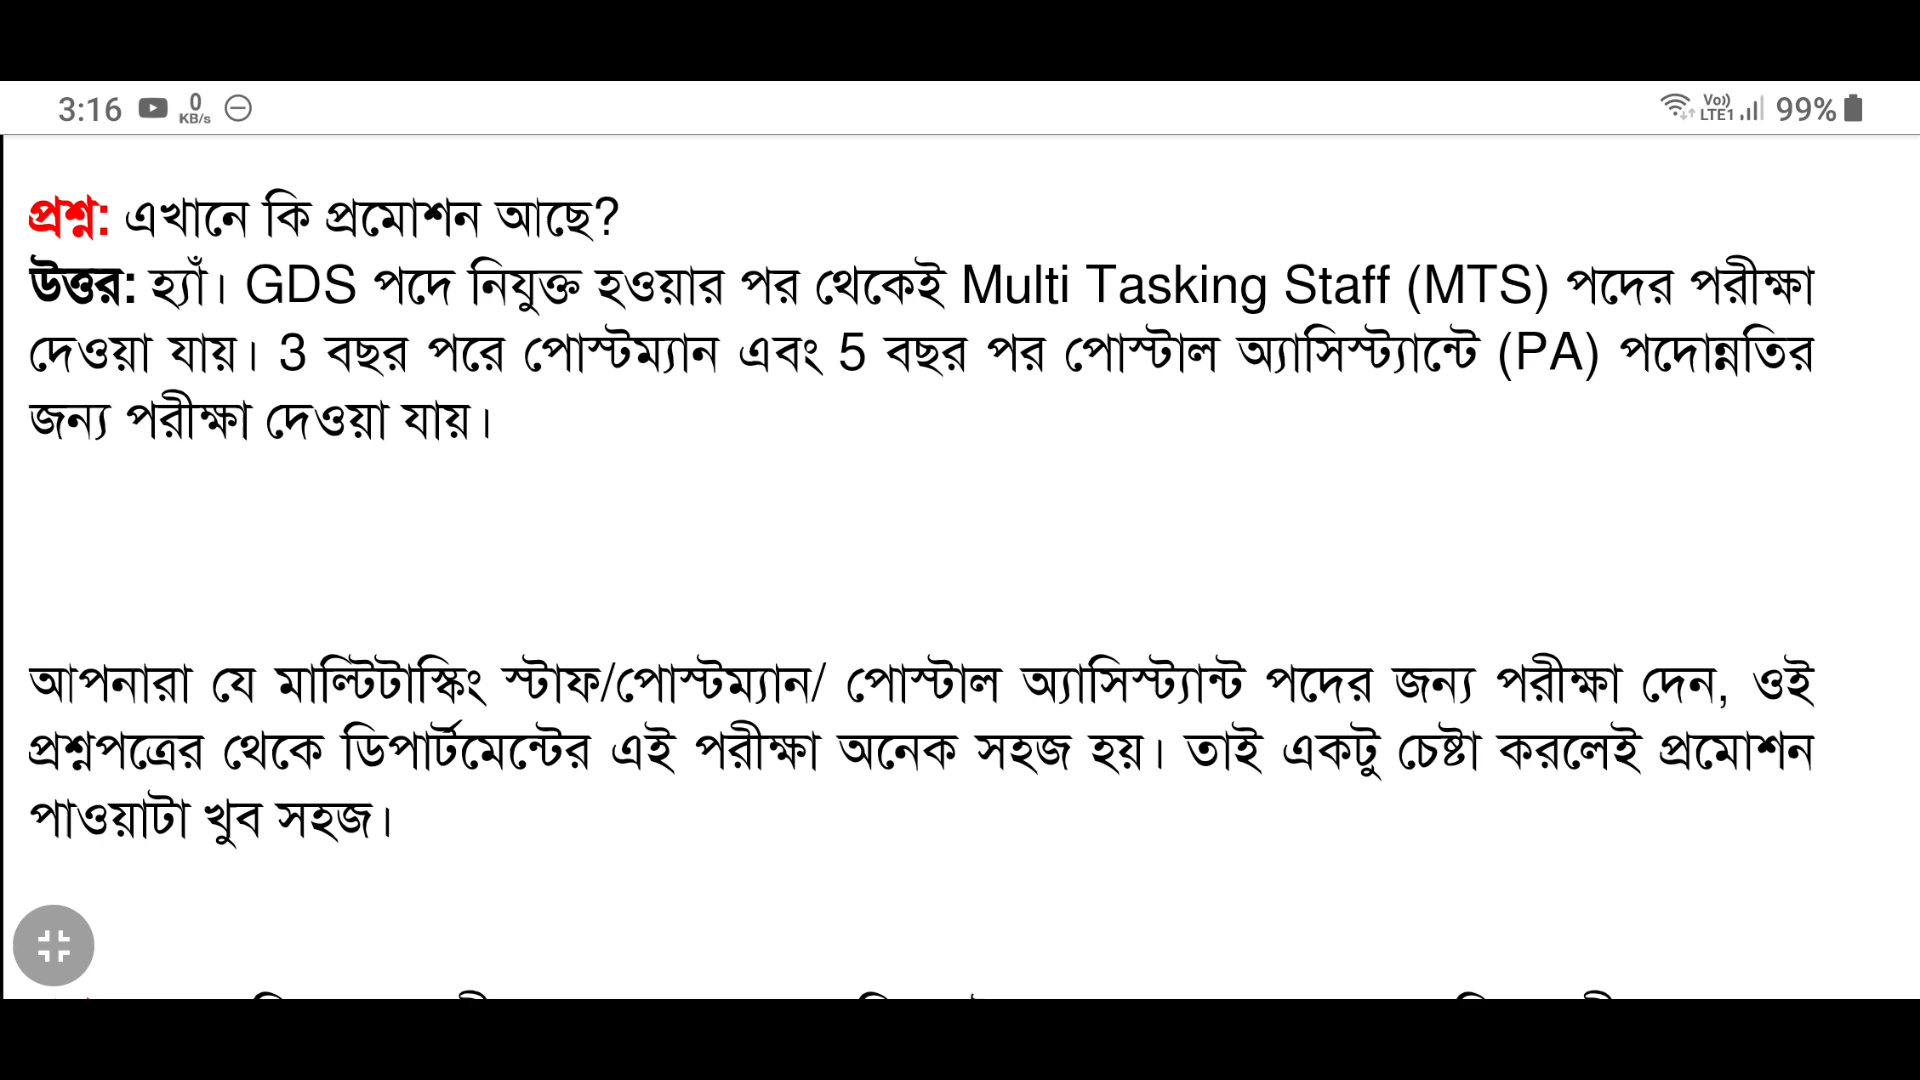 3:16 0 KB/s Vo)) LTE1 99%
প্রশ্ন: এখানে কি প্রমোশন আছে?
উত্তর: হ্যাঁ। GDS পদে নিযুক্ত হওয়ার পর থেকেই Multi Tasking Staff (MTS) পদের পরীক্ষা
দেওয়া যায়। 3 বছর পরে পোস্টম্যান এবং 5 বছর পর পোস্টাল অ্যাসিস্ট্যান্টে (PA) পদোন্নতির
জন্য পরীক্ষা দেওয়া যায়।
আপনারা যে মাল্টিটাস্কিং স্টাফ/পোস্টম্যান/ পোস্টাল অ্যাসিস্ট্যান্ট পদের জন্য পরীক্ষা দেন, ওই
প্রশ্নপত্রের থেকে ডিপার্টমেন্টের এই পরীক্ষা অনেক সহজ হয়। তাই একটু চেষ্টা করলেই প্রমোশন
পাওয়াটা খুব সহজ।